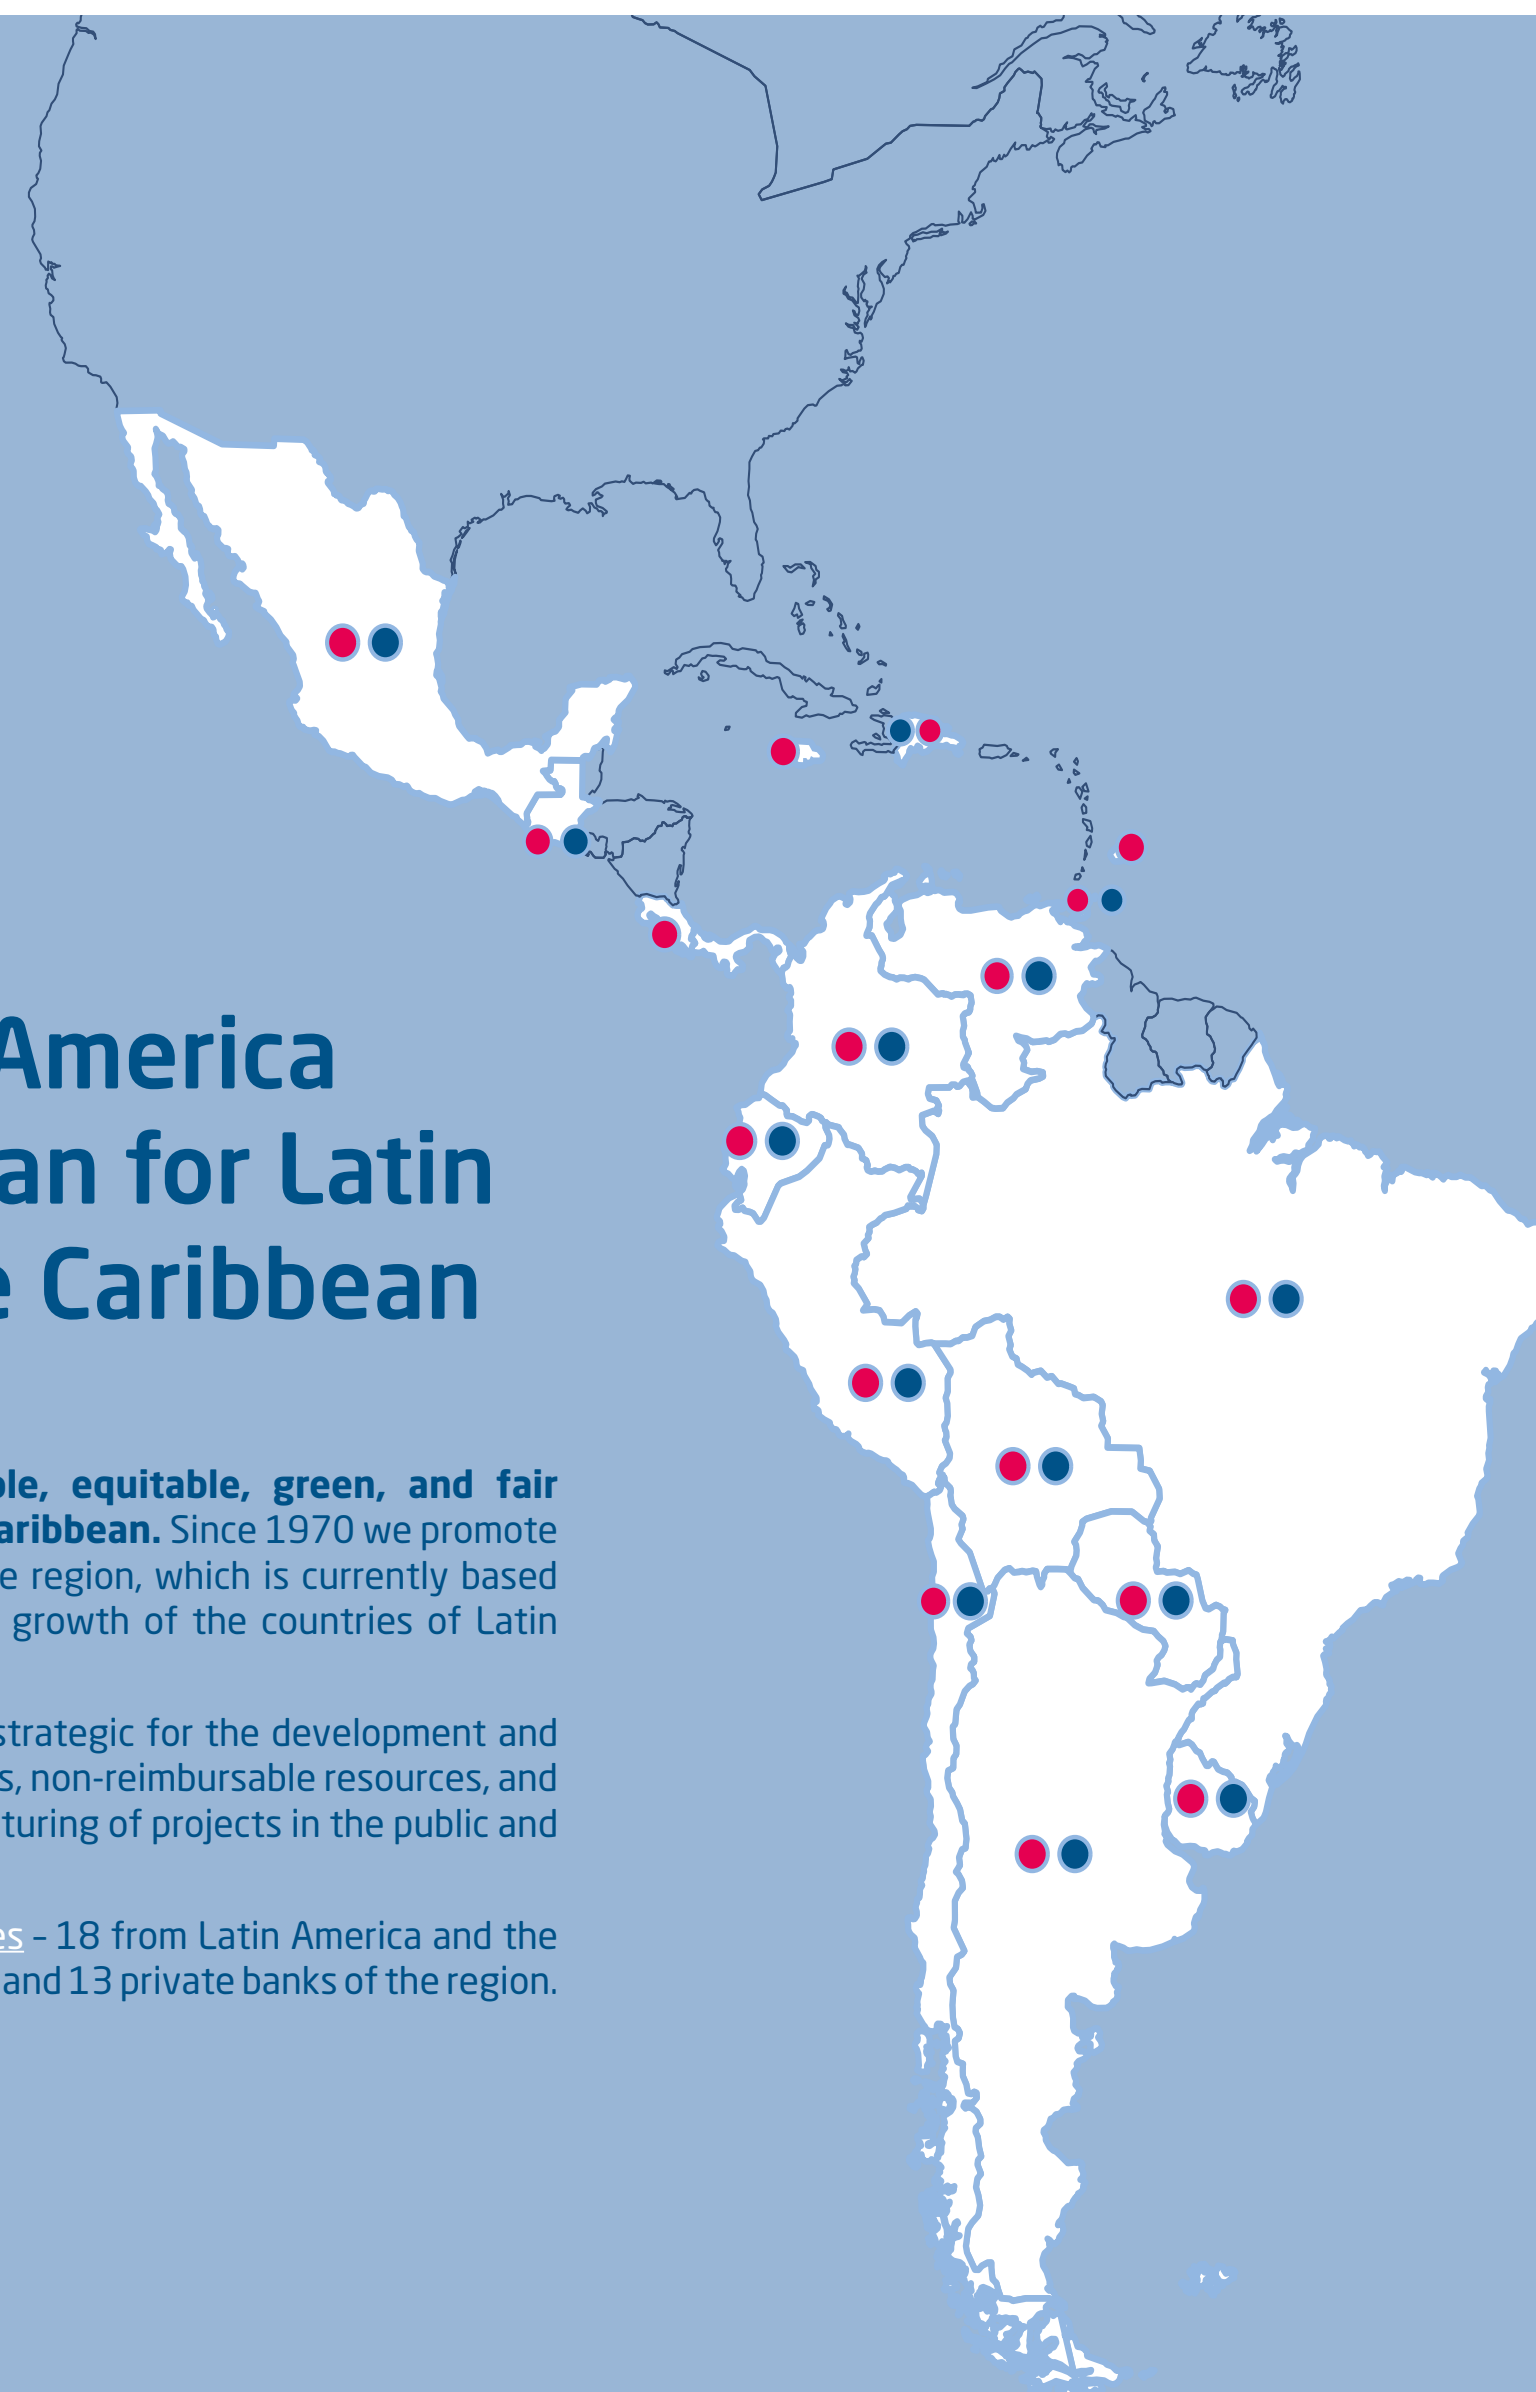 America
an for Latin
e Caribbean
ble, equitable, green, and fair
aribbean. Since 1970 we promote
e region, which is currently based
growth of the countries of Latin
strategic for the development and
s, non-reimbursable resources, and
turing of projects in the public and
es – 18 from Latin America and the
and 13 private banks of the region.